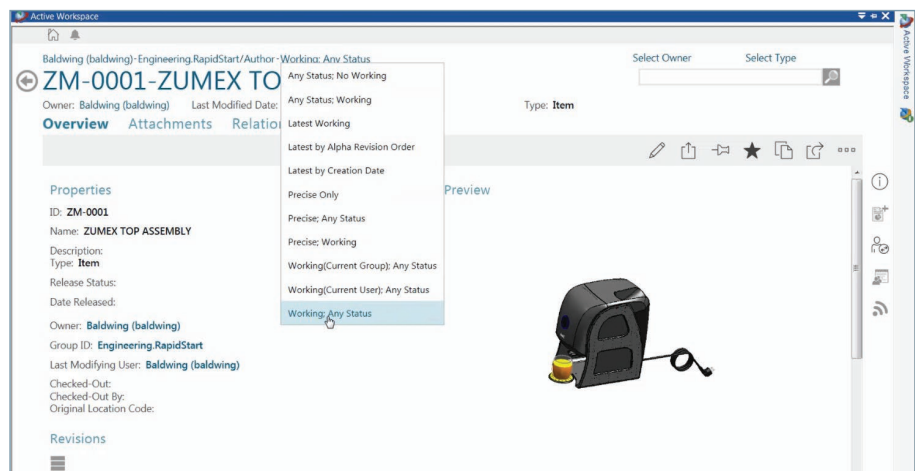 Active Workspace
Baldwing (baldwing)-Engineering.RapidStart/Author-Working; Any Status
Select Owner Select Type
ZM-0001-ZUMEX TO
Owner: Baldwing (baldwing) Last Modified Date: Type: Item
Overview Attachments Relation
Any Status; No Working
Any Status; Working
Latest Working
Latest by Alpha Revision Order
Latest by Creation Date
Precise Only
Precise; Any Status
Precise; Working
Working(Current Group); Any Status
Working(Current User); Any Status
Working; Any Status
Properties
ID: ZM-0001
Name: ZUMEX TOP ASSEMBLY
Description:
Type: Item
Release Status:
Date Released:
Owner: Baldwing (baldwing)
Group ID: Engineering.RapidStart
Last Modifying User: Baldwing (baldwing)
Checked-Out:
Checked-Out By:
Original Location Code:
Revisions
Preview
Active Workspace